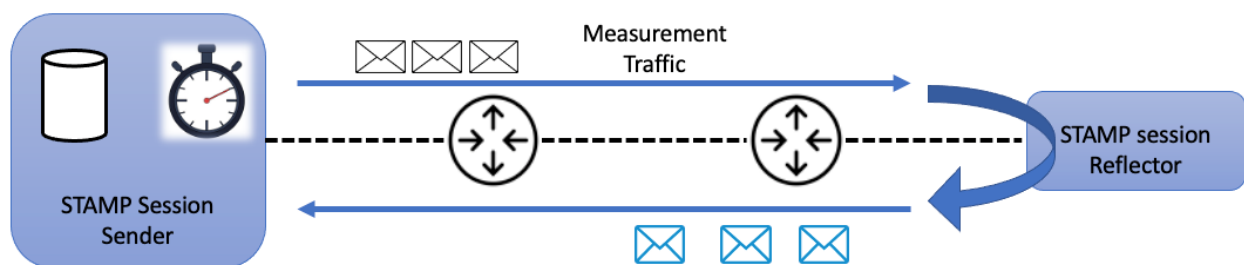 Measurement
Traffic
STAMP Session
Sender
STAMP session
Reflector